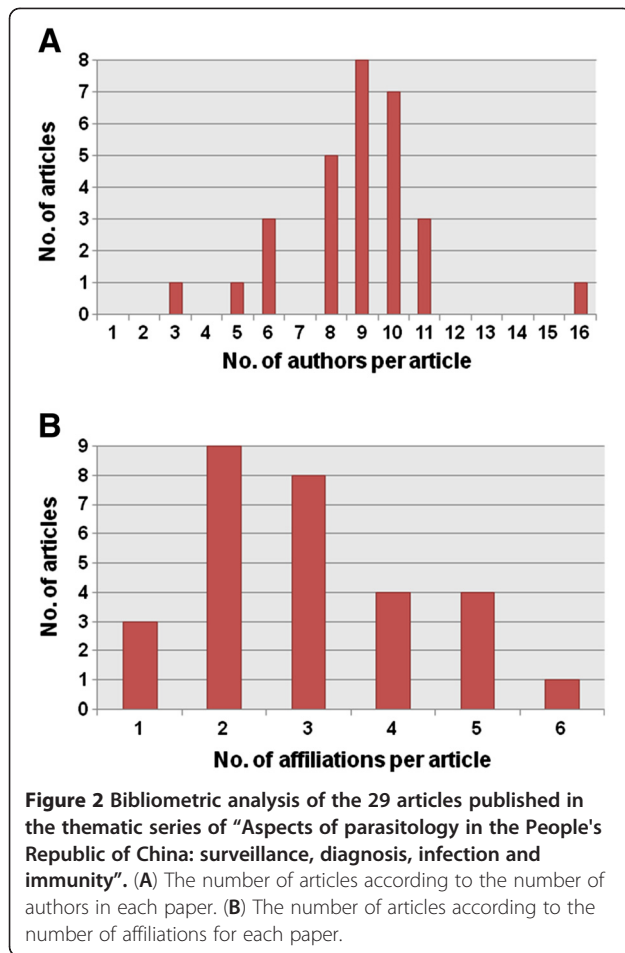 A
8
7
6
5
4
3
2
1
0
No. of articles
1 2 3 4 5 6 7 8 9 10 11 12 13 14 15 16
No. of authors per article
B
9
8
7
6
5
4
3
2
1
0
No. of articles
1 2 3 4 5 6
No. of affiliations per article
Figure 2 Bibliometric analysis of the 29 articles published in
the thematic series of “Aspects of parasitology in the People's
Republic of China: surveillance, diagnosis, infection and
immunity”. (A) The number of articles according to the number of
authors in each paper. (B) The number of articles according to the
number of affiliations for each paper.